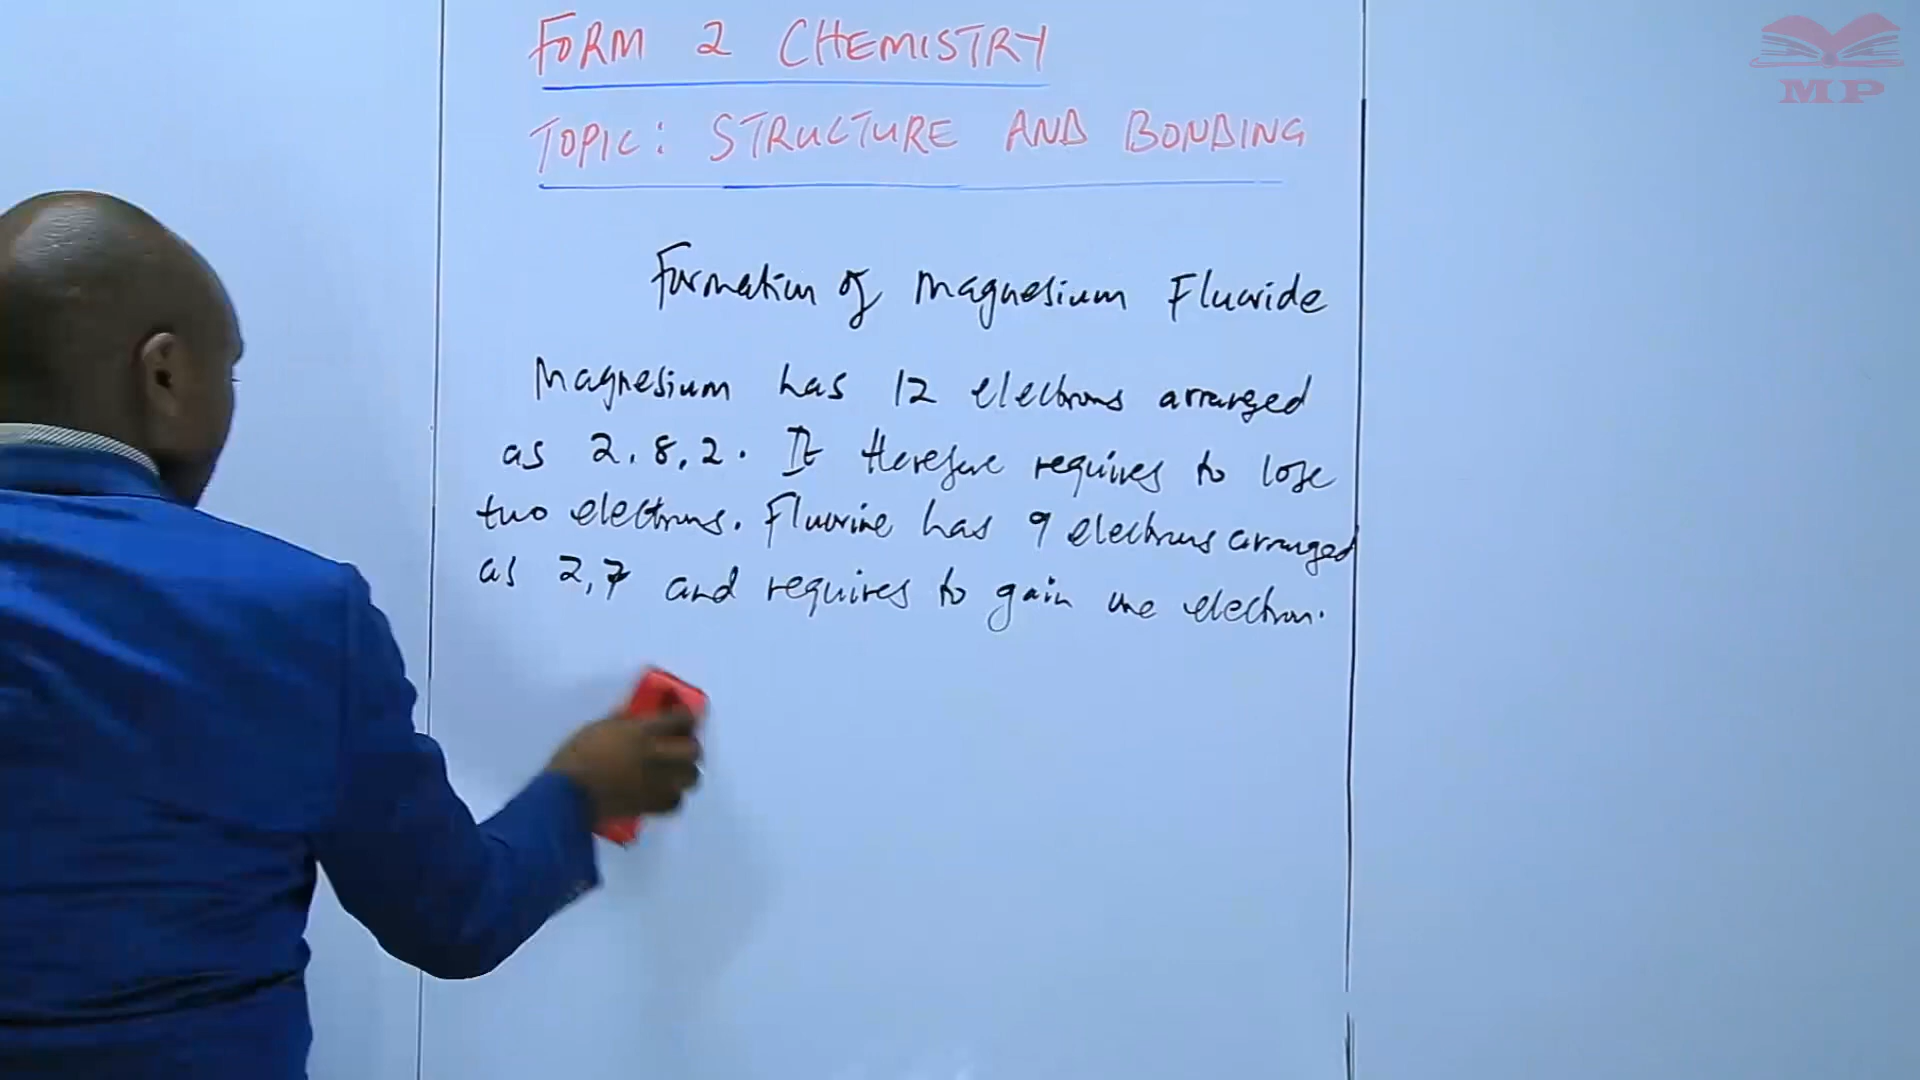 FORM 2 CHEMISTRY
TOPIC: STRUCTURE AND BONDING
Formation of Magnesium Fluoride
Magnesium has 12 electrons arranged
as 2.8.2. It therefore requires to lose
two electrons. Fluorine has 9 electrons arranged
as 2,7 and requires to gain one electron.
MP